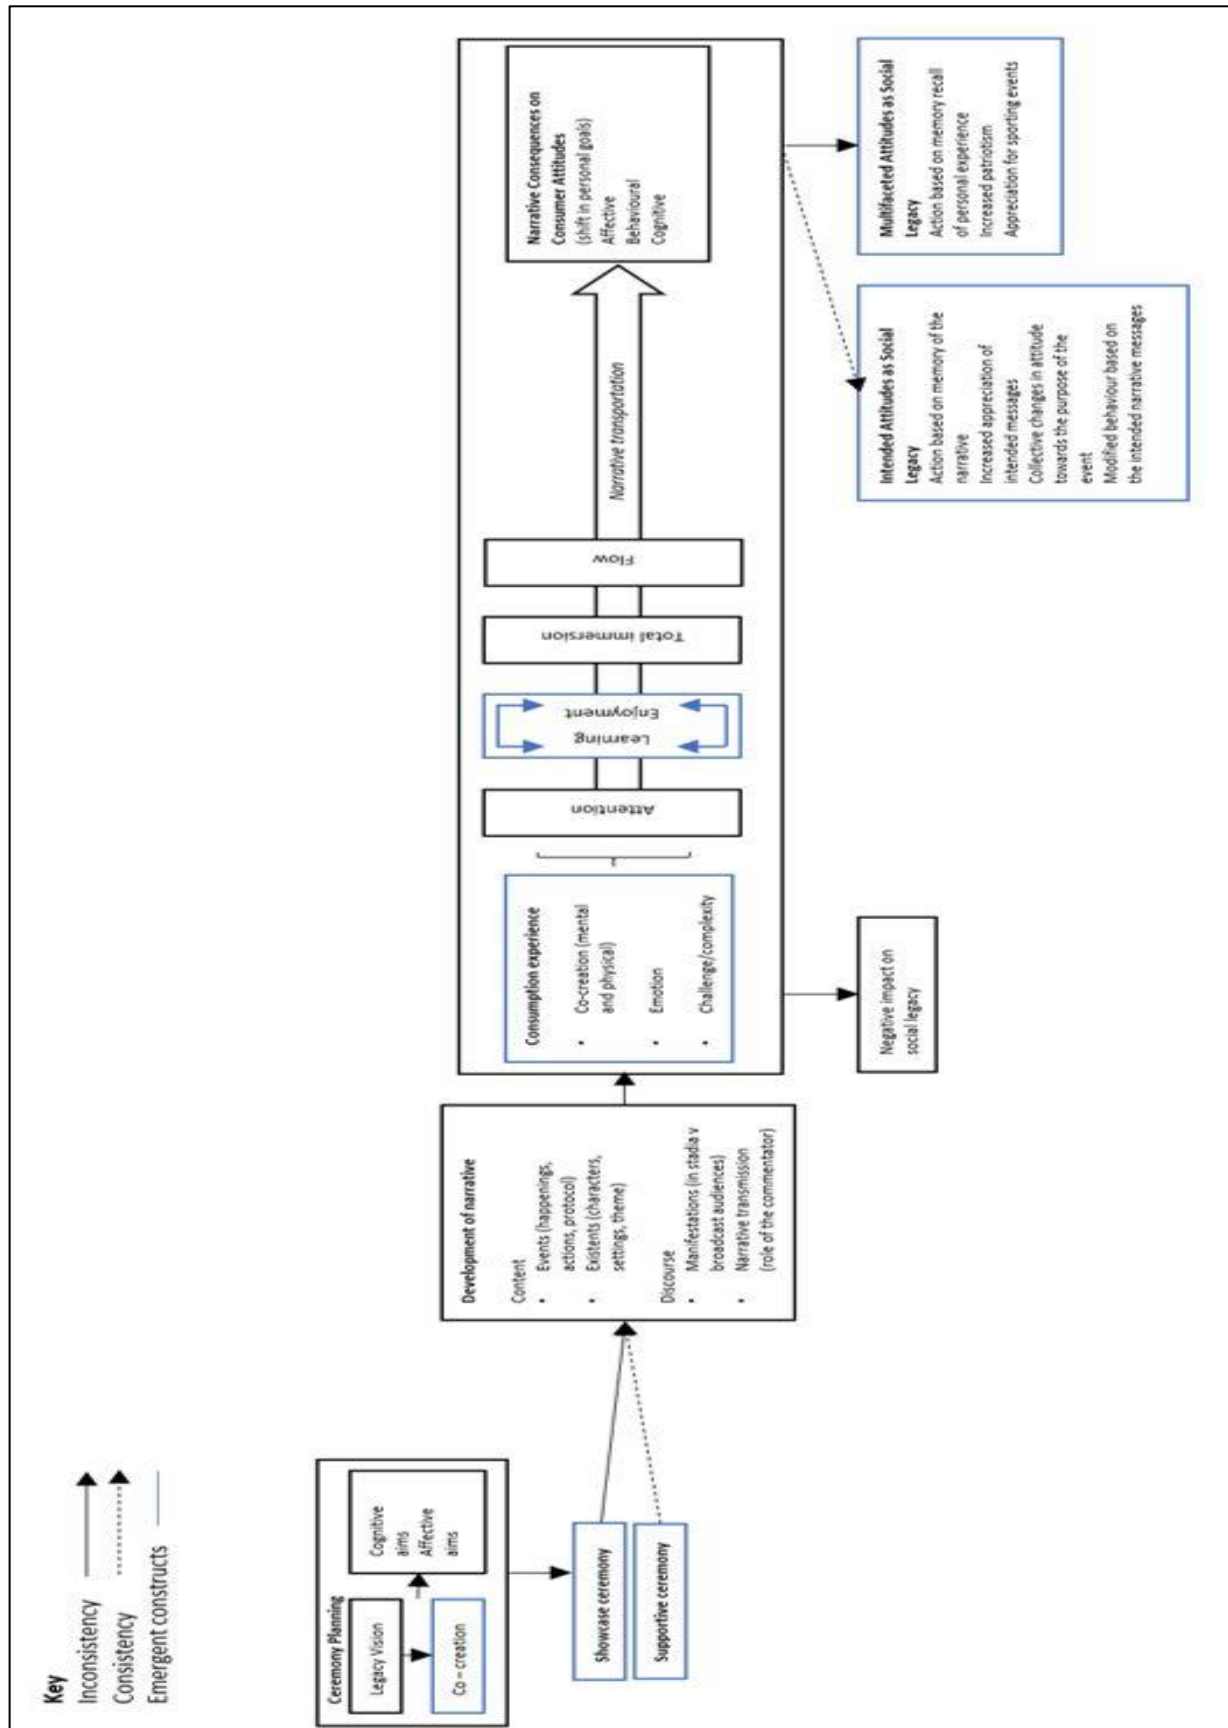 Key
Inconsistency
Consistency
Emergent constructs
Ceremony Planning
Legacy Vision
Co – creation
Cognitive
aims
Affective
aims
Showcase ceremony
Supportive ceremony
Development of narrative
Content
• Events (happenings,
actions, protocol)
• Existents (characters,
settings, theme)
Discourse
• Manifestations (in stadia v
broadcast audiences)
• Narrative transmission
(role of the commentator)
Consumption experience
• Co-creation (mental
and physical)
• Emotion
• Challenge/complexity
Attention
Learning
Enjoyment
Total immersion
Flow
Narrative transportation
Narrative Consequences on
Consumer Attitudes
(shift in personal goals)
Affective
Behavioural
Cognitive
Negative impact on
social legacy
Intended Attitudes as Social
Legacy
Action based on memory of the
narrative
Increased appreciation of
intended messages
Collective changes in attitude
towards the purpose of the
event
Modified behaviour based on
the intended narrative messages
Multifaceted Attitudes as Social
Legacy
Action based on memory recall
of personal experience
Increased patriotism
Appreciation for sporting events